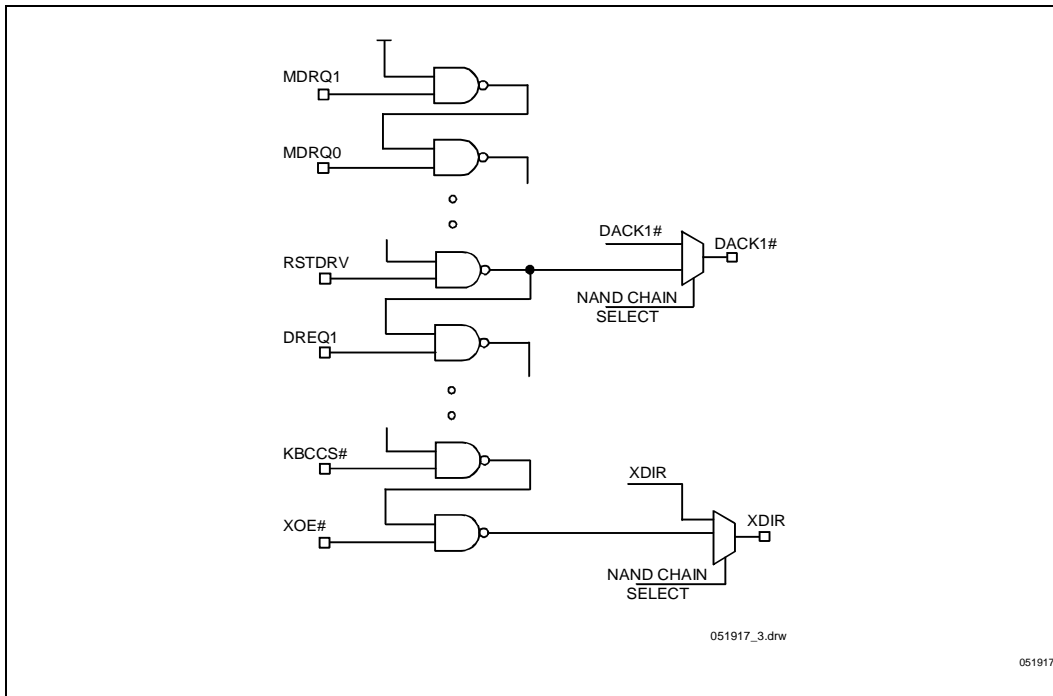 MDRQ1
MDRQ0
DACK1#
DACK1#
RSTDRV
NAND CHAIN
SELECT
DREQ1
KBCCS#
XDIR
XOE#
XDIR
NAND CHAIN
SELECT
051917_3.drw
051917